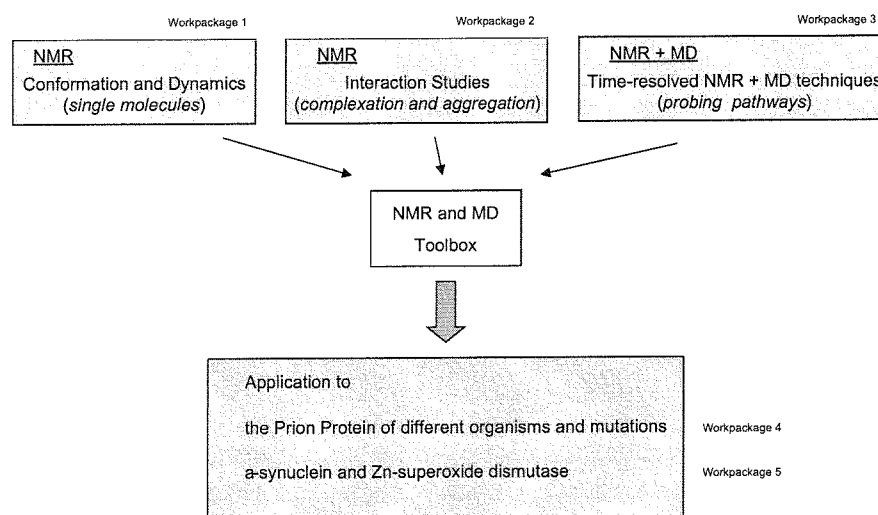 Workpackage 1
NMR
Conformation and Dynamics
(single molecules)
Workpackage 2
NMR
Interaction Studies
(complexation and aggregation)
Workpackage 3
NMR + MD
Time-resolved NMR + MD techniques
(probing pathways)
NMR and MD
Toolbox
Application to
the Prion Protein of different organisms and mutations
Workpackage 4
a-synuclein and Zn-superoxide dismutase
Workpackage 5